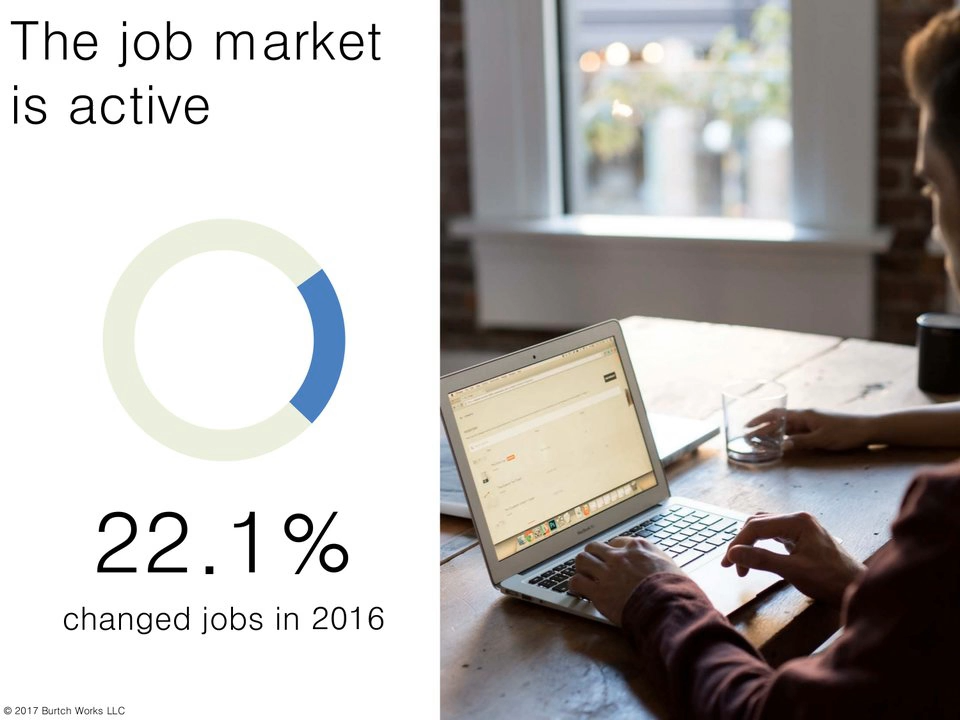 The job market
is active
22.1%
changed jobs in 2016
© 2017 Burtch Works LLC